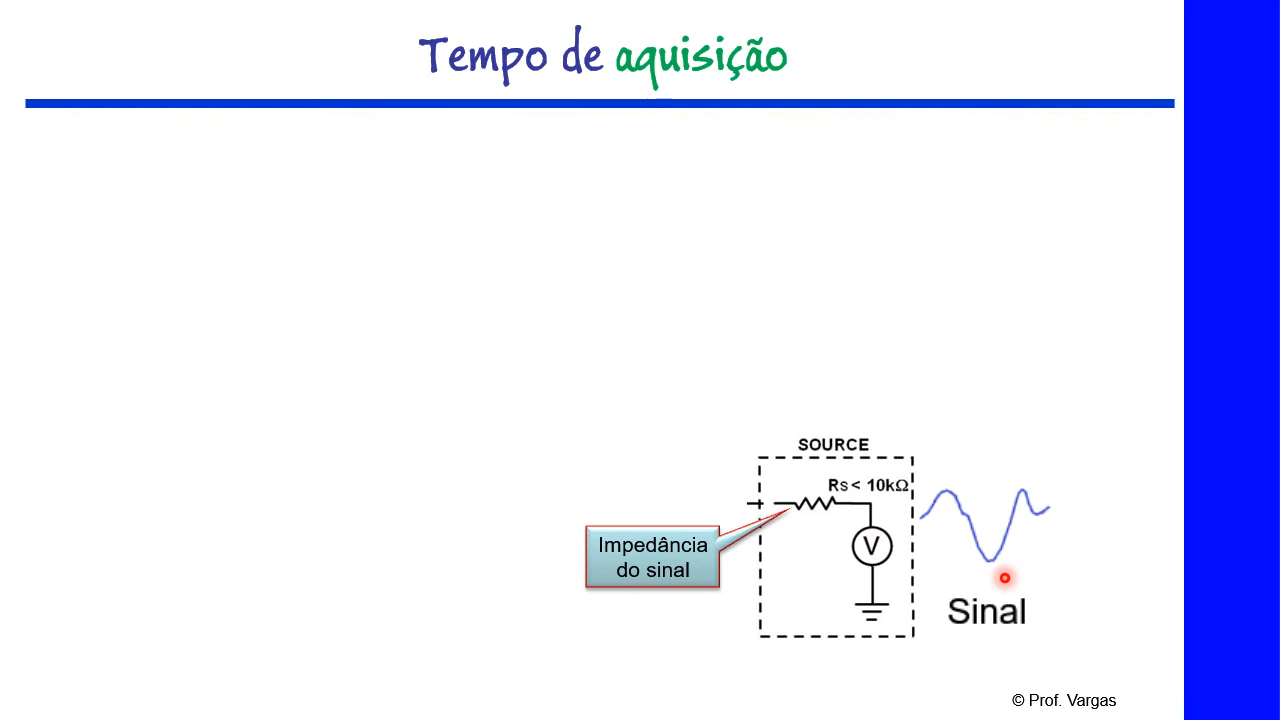 Tempo de aquisição
SOURCE
Rs < 10kΩ
Impedância
do sinal
V
Sinal
© Prof. Vargas